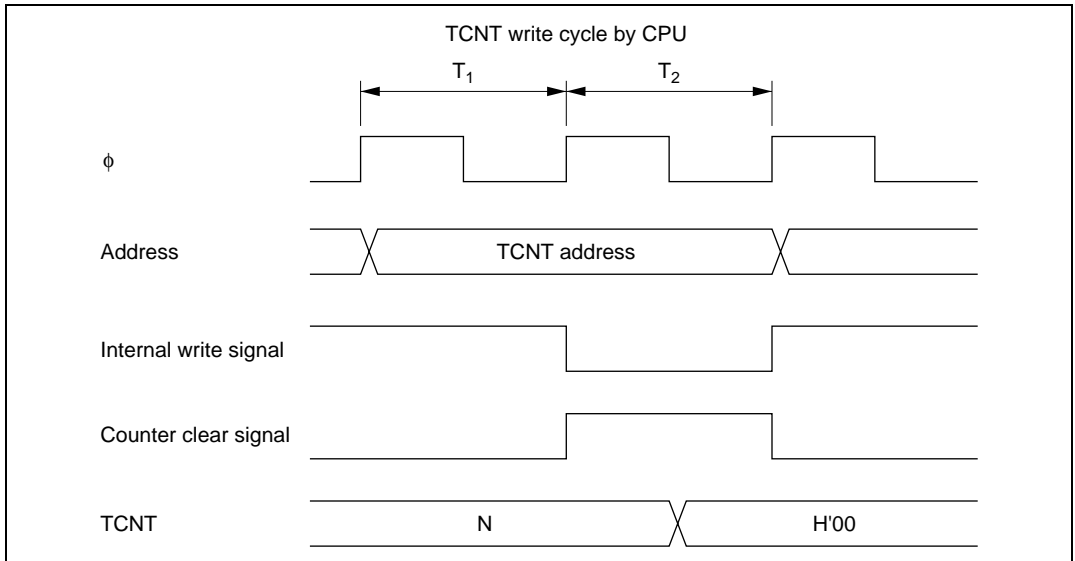 TCNT write cycle by CPU
T1 T2
φ
Address TCNT address
Internal write signal
Counter clear signal
TCNT N H'00